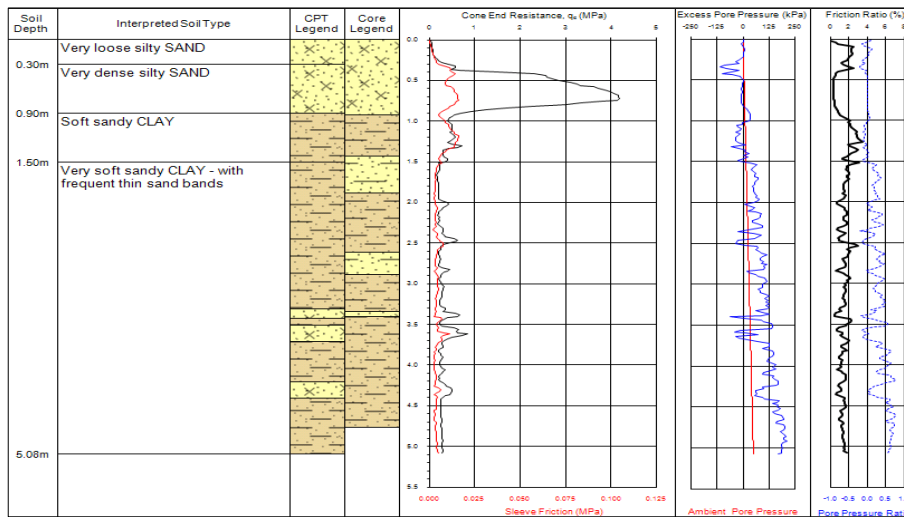 Soil Depth
Interpreted Soil Type
CPT Legend
Core Legend
Cone End Resistance, qc (MPa)
0 1 2 3 4 5
Excess Pore Pressure (kPa)
-250 -125 0 125 250
Friction Ratio (%)
0 2 4 6 8
Very loose silty SAND
0.30m
Very dense silty SAND
0.90m
Soft sandy CLAY
1.50m
Very soft sandy CLAY - with
frequent thin sand bands
5.08m
0.0
0.5
1.0
1.5
2.0
2.5
3.0
3.5
4.0
4.5
5.0
5.5
0.000 0.025 0.050 0.075 0.100 0.125
Sleeve Friction (MPa)
Ambient Pore Pressure
-1.0 -0.5 0.0 0.5 1.0
Pore Pressure Rati